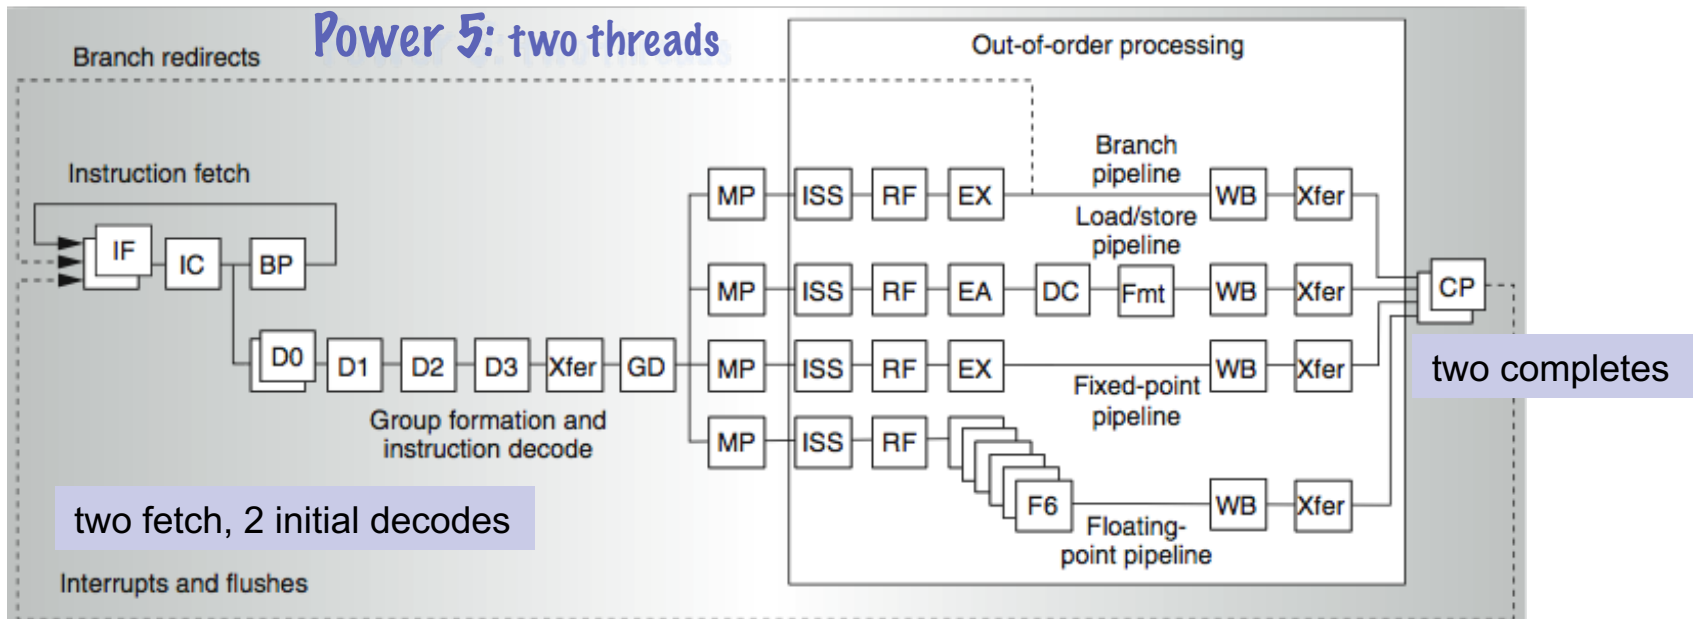 Power 5: two threads
Branch redirects
Out-of-order processing
Instruction fetch
Branch
pipeline
MP ISS RF EX WB Xfer
Load/store
pipeline
IF IC BP
MP ISS RF EA DC Fmt WB Xfer
CP
D0 D1 D2 D3 Xfer GD
MP ISS RF EX WB Xfer
two completes
Fixed-point
pipeline
Group formation and
instruction decode
MP ISS RF
F6 WB Xfer
Floating-
point pipeline
two fetch, 2 initial decodes
Interrupts and flushes